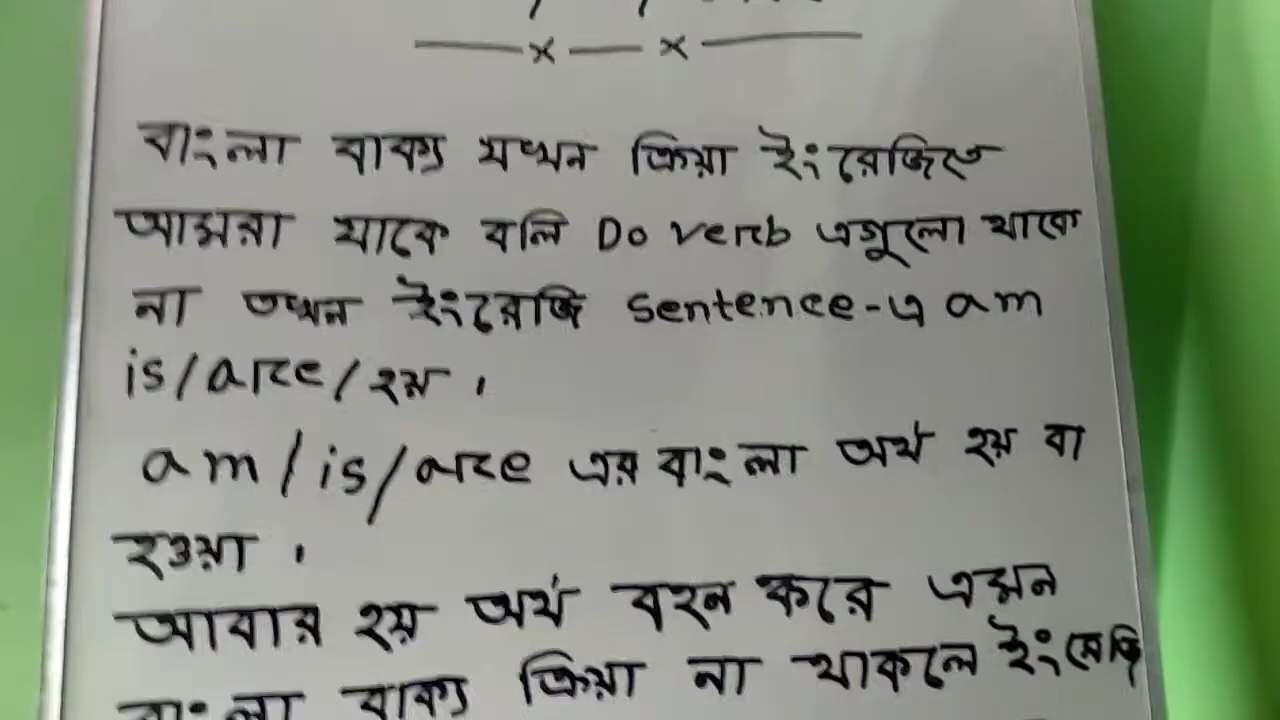 বাংলা বাক্য যখন ক্রিয়া ইংরেজিতে
আমরা যাকে বলি Do verb এগুলো থাকে
না তখন ইংরেজি sentence-এ am
is/are/হয় ।
am/is/are এর বাংলা অর্থ হয় বা
হওয়া ।
আবার হয় অর্থ বহন করে এমন
বাংলা বাক্য ক্রিয়া না থাকলে ইংরেজি